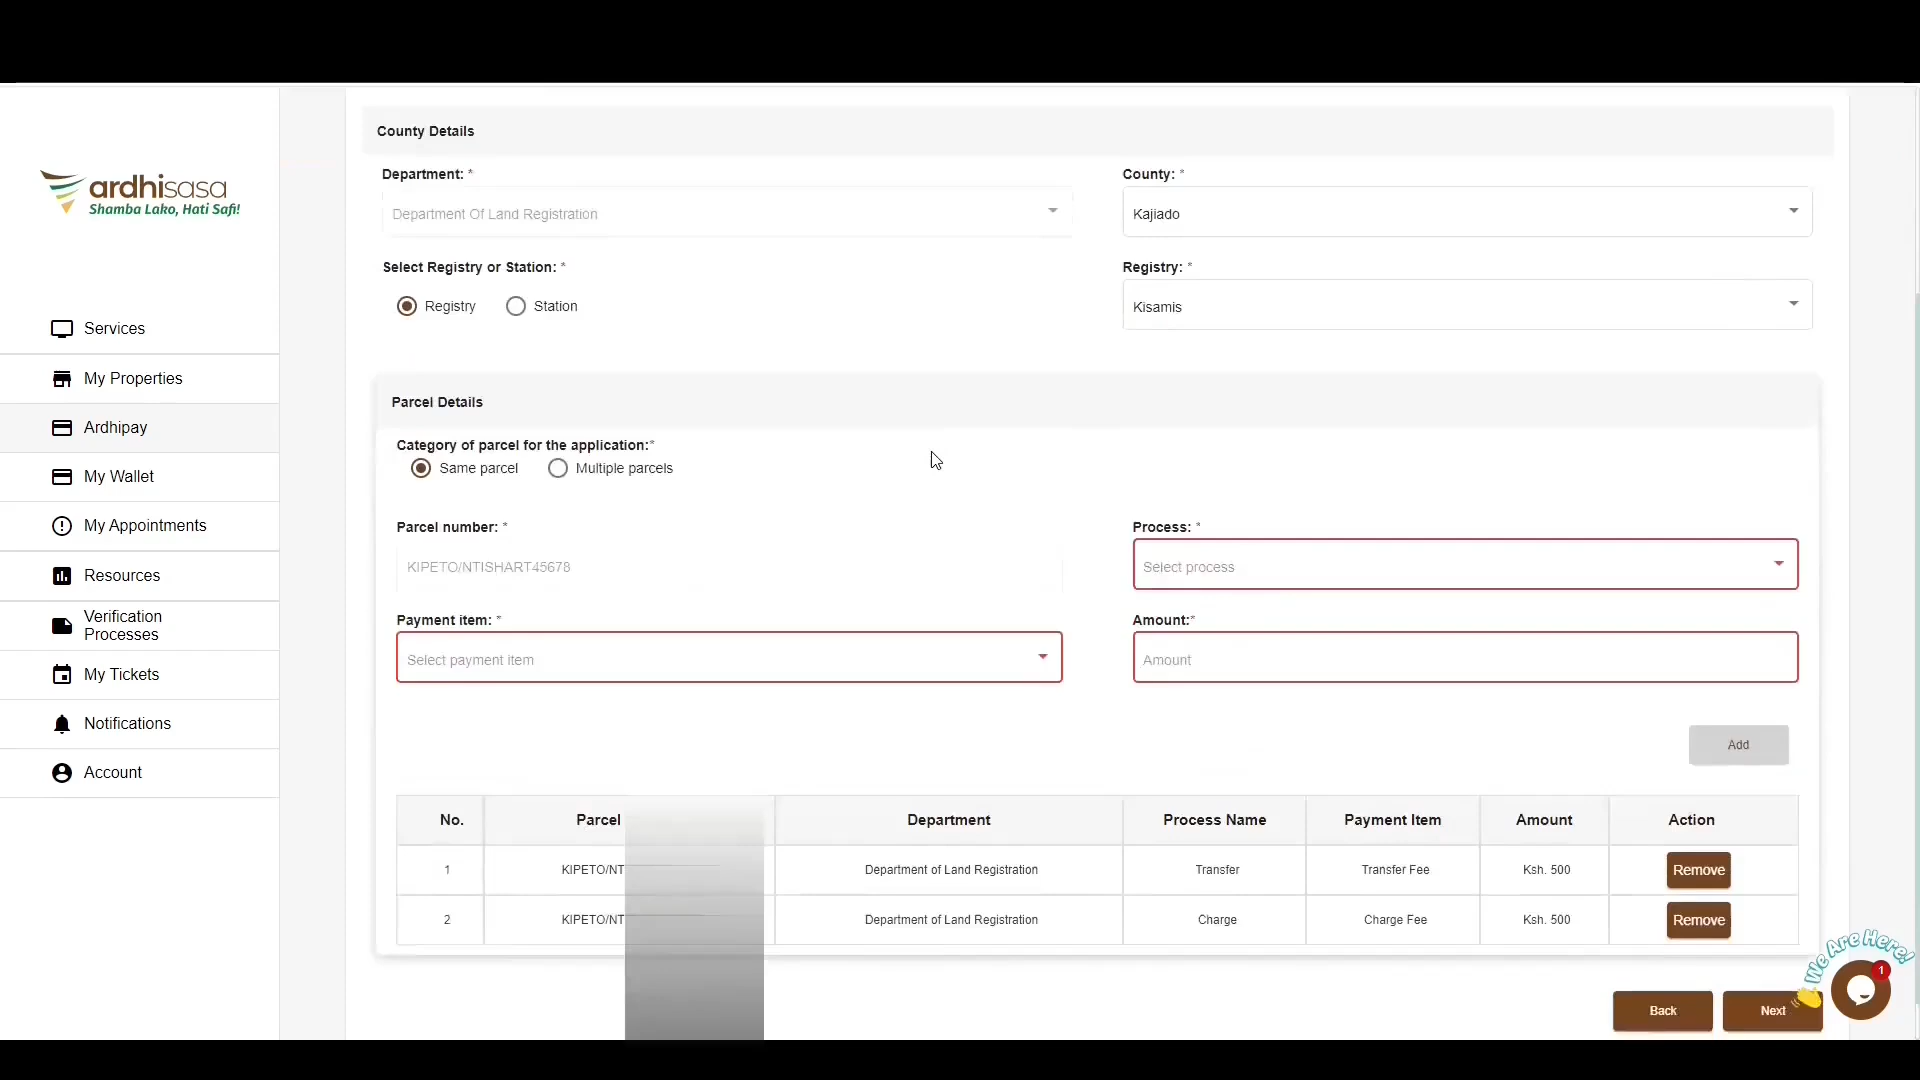 ardhisasa
Shamba Lako, Hati Safi!
Services
My Properties
Ardhipay
My Wallet
My Appointments
Resources
Verification
Processes
My Tickets
Notifications
Account
County Details
Department: * County: *
Department Of Land Registration Kajiado
Select Registry or Station: * Registry: *
Registry Station Kisamis
Parcel Details
Category of parcel for the application:*
Same parcel Multiple parcels
Parcel number: * Process: *
KIPETO/NTISHART45678 Select process
Payment item: * Amount:*
Select payment item Amount
Add
No. Parcel Department Process Name Payment Item Amount Action
1 KIPETO/NT Department of Land Registration Transfer Transfer Fee Ksh. 500 Remove
2 KIPETO/NT Department of Land Registration Charge Charge Fee Ksh. 500 Remove
We Are Here!
1
Back Next